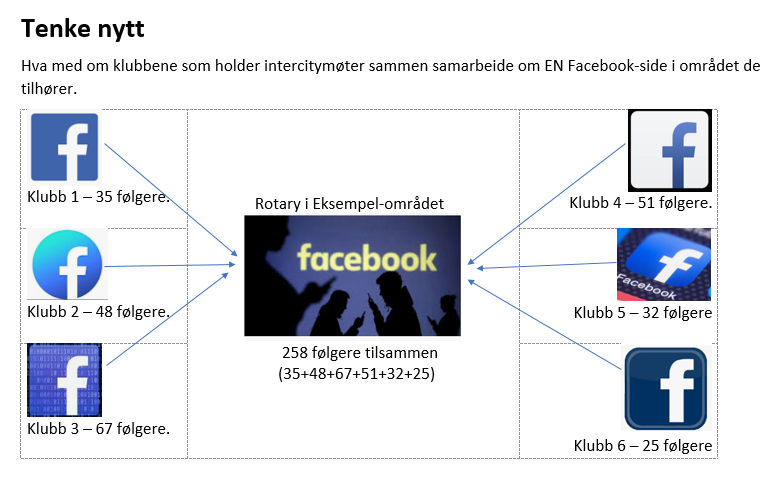 Tenke nytt
Hva med om klubbene som holder intercitymøter sammen samarbeide om EN Facebook-side i området de
tilhører.
Klubb 1 – 35 følgere.
Klubb 2 – 48 følgere.
Klubb 3 – 67 følgere.
Rotary i Eksempel-området
facebook
258 følgere tilsammen
(35+48+67+51+32+25)
Klubb 4 – 51 følgere.
Facebook
Klubb 5 – 32 følgere
Klubb 6 – 25 følgere